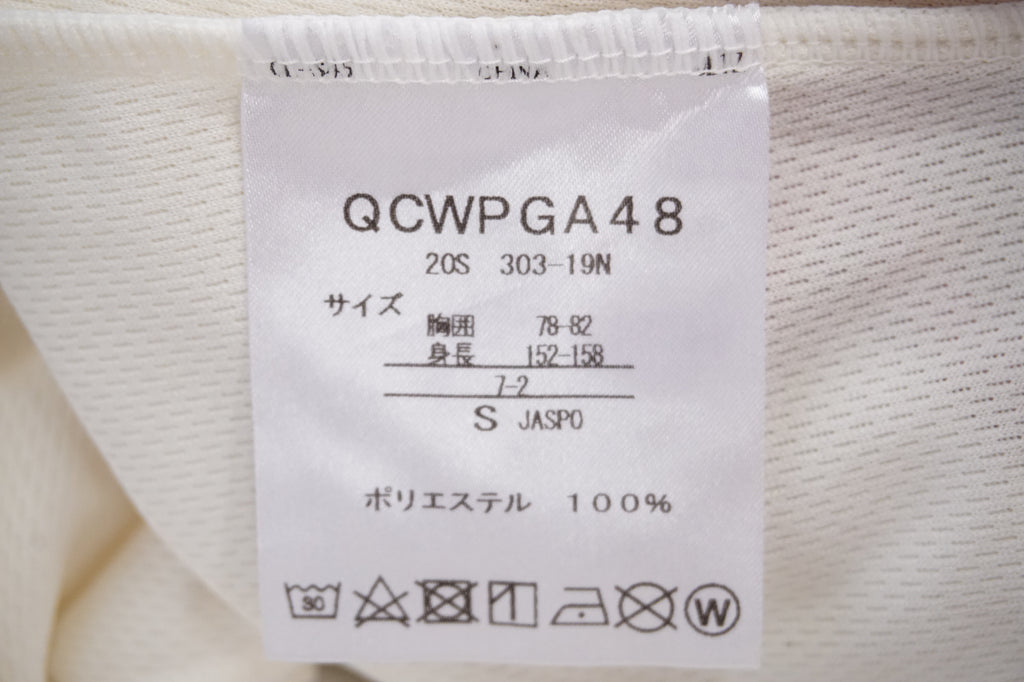 CHINA
QCWPGA48
20S 303-19N
サイズ
胸囲 78-82
身長 152-158
7-2
S JASPO
ポリエステル 100%
30
W